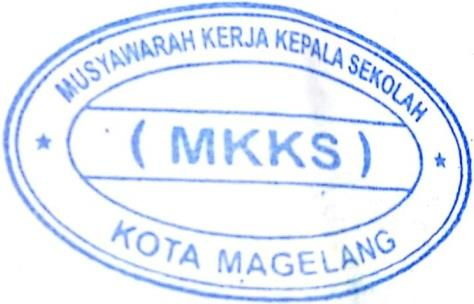 MUSYAWARAH KERJA KEPALA SEKOLAH
( MKKS )
KOTA MAGELANG